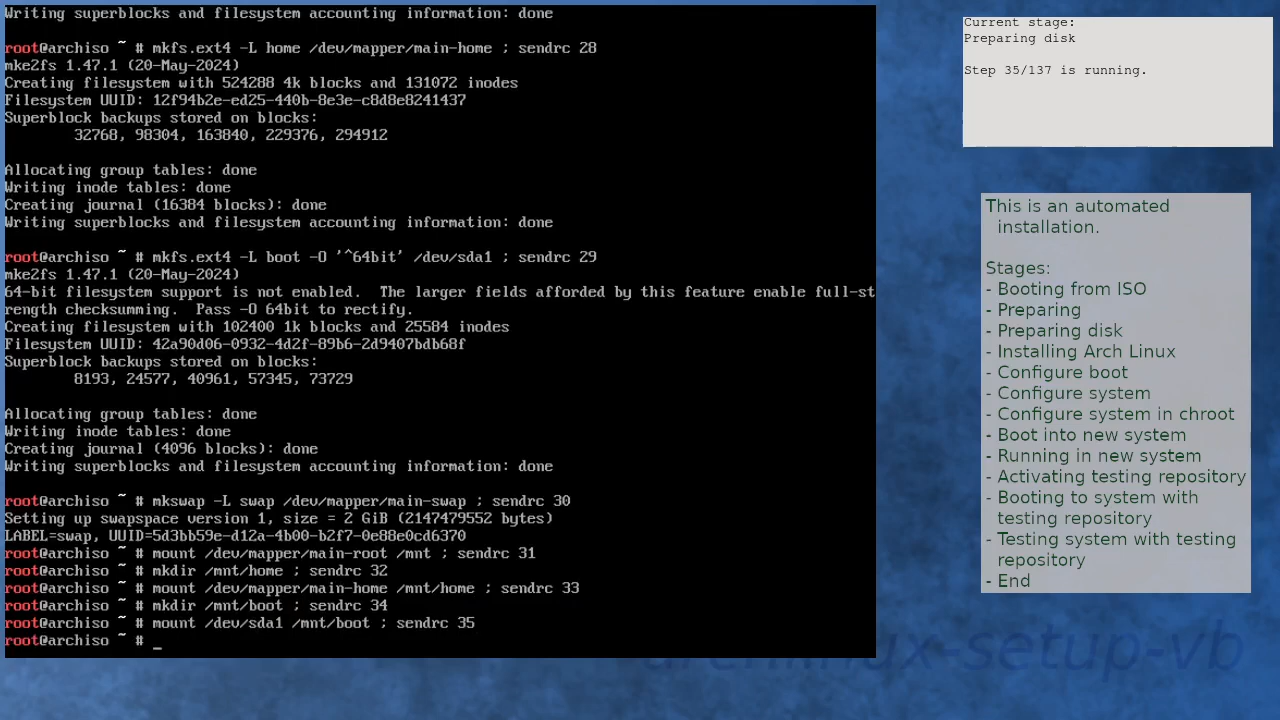 Writing superblocks and filesystem accounting information: done
root@archiso ~ # mkfs.ext4 -L home /dev/mapper/main-home ; sendrc 28
mke2fs 1.47.1 (20-May-2024)
Creating filesystem with 524288 4k blocks and 131072 inodes
Filesystem UUID: 12f94b2e-ed25-440b-8e3e-c8d8e8241437
Superblock backups stored on blocks:
32768, 98304, 163840, 229376, 294912
Allocating group tables: done
Writing inode tables: done
Creating journal (16384 blocks): done
Writing superblocks and filesystem accounting information: done
root@archiso ~ # mkfs.ext4 -L boot -O '^64bit' /dev/sda1 ; sendrc 29
mke2fs 1.47.1 (20-May-2024)
64-bit filesystem support is not enabled.  The larger fields afforded by this feature enable full-st
rength checksumming.  Pass -O 64bit to rectify.
Creating filesystem with 102400 1k blocks and 25584 inodes
Filesystem UUID: 42a90d06-0932-4d2f-89b6-2d9407bdb68f
Superblock backups stored on blocks:
8193, 24577, 40961, 57345, 73729
Allocating group tables: done
Writing inode tables: done
Creating journal (4096 blocks): done
Writing superblocks and filesystem accounting information: done
root@archiso ~ # mkswap -L swap /dev/mapper/main-swap ; sendrc 30
Setting up swapspace version 1, size = 2 GiB (2147479552 bytes)
LABEL=swap, UUID=5d3bb59e-d12a-4b00-b2f7-0e88e0cd6370
root@archiso ~ # mount /dev/mapper/main-root /mnt ; sendrc 31
root@archiso ~ # mkdir /mnt/home ; sendrc 32
root@archiso ~ # mount /dev/mapper/main-home /mnt/home ; sendrc 33
root@archiso ~ # mkdir /mnt/boot ; sendrc 34
root@archiso ~ # mount /dev/sda1 /mnt/boot ; sendrc 35
root@archiso ~ # _
Current stage:
Preparing disk
Step 35/137 is running.
This is an automated
installation.
Stages:
- Booting from ISO
- Preparing
- Preparing disk
- Installing Arch Linux
- Configure boot
- Configure system
- Configure system in chroot
- Boot into new system
- Running in new system
- Activating testing repository
- Booting to system with
testing repository
- Testing system with testing
repository
- End
-setup-vb